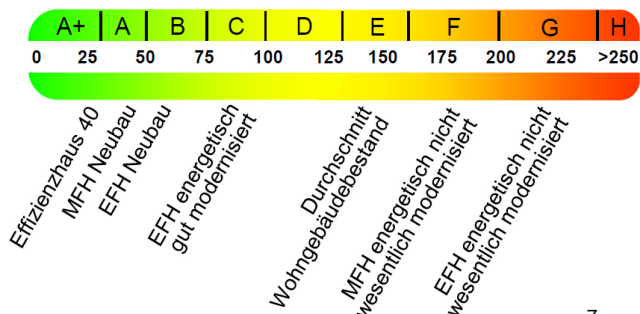 A+ A B C D E F G H
0 25 50 75 100 125 150 175 200 225 >250
Effizienzhaus 40
MFH Neubau
EFH Neubau
EFH energetisch
gut modernisiert
Durchschnitt
Wohngebäudebestand
MFH energetisch nicht
wesentlich modernisiert
EFH energetisch nicht
wesentlich modernisiert